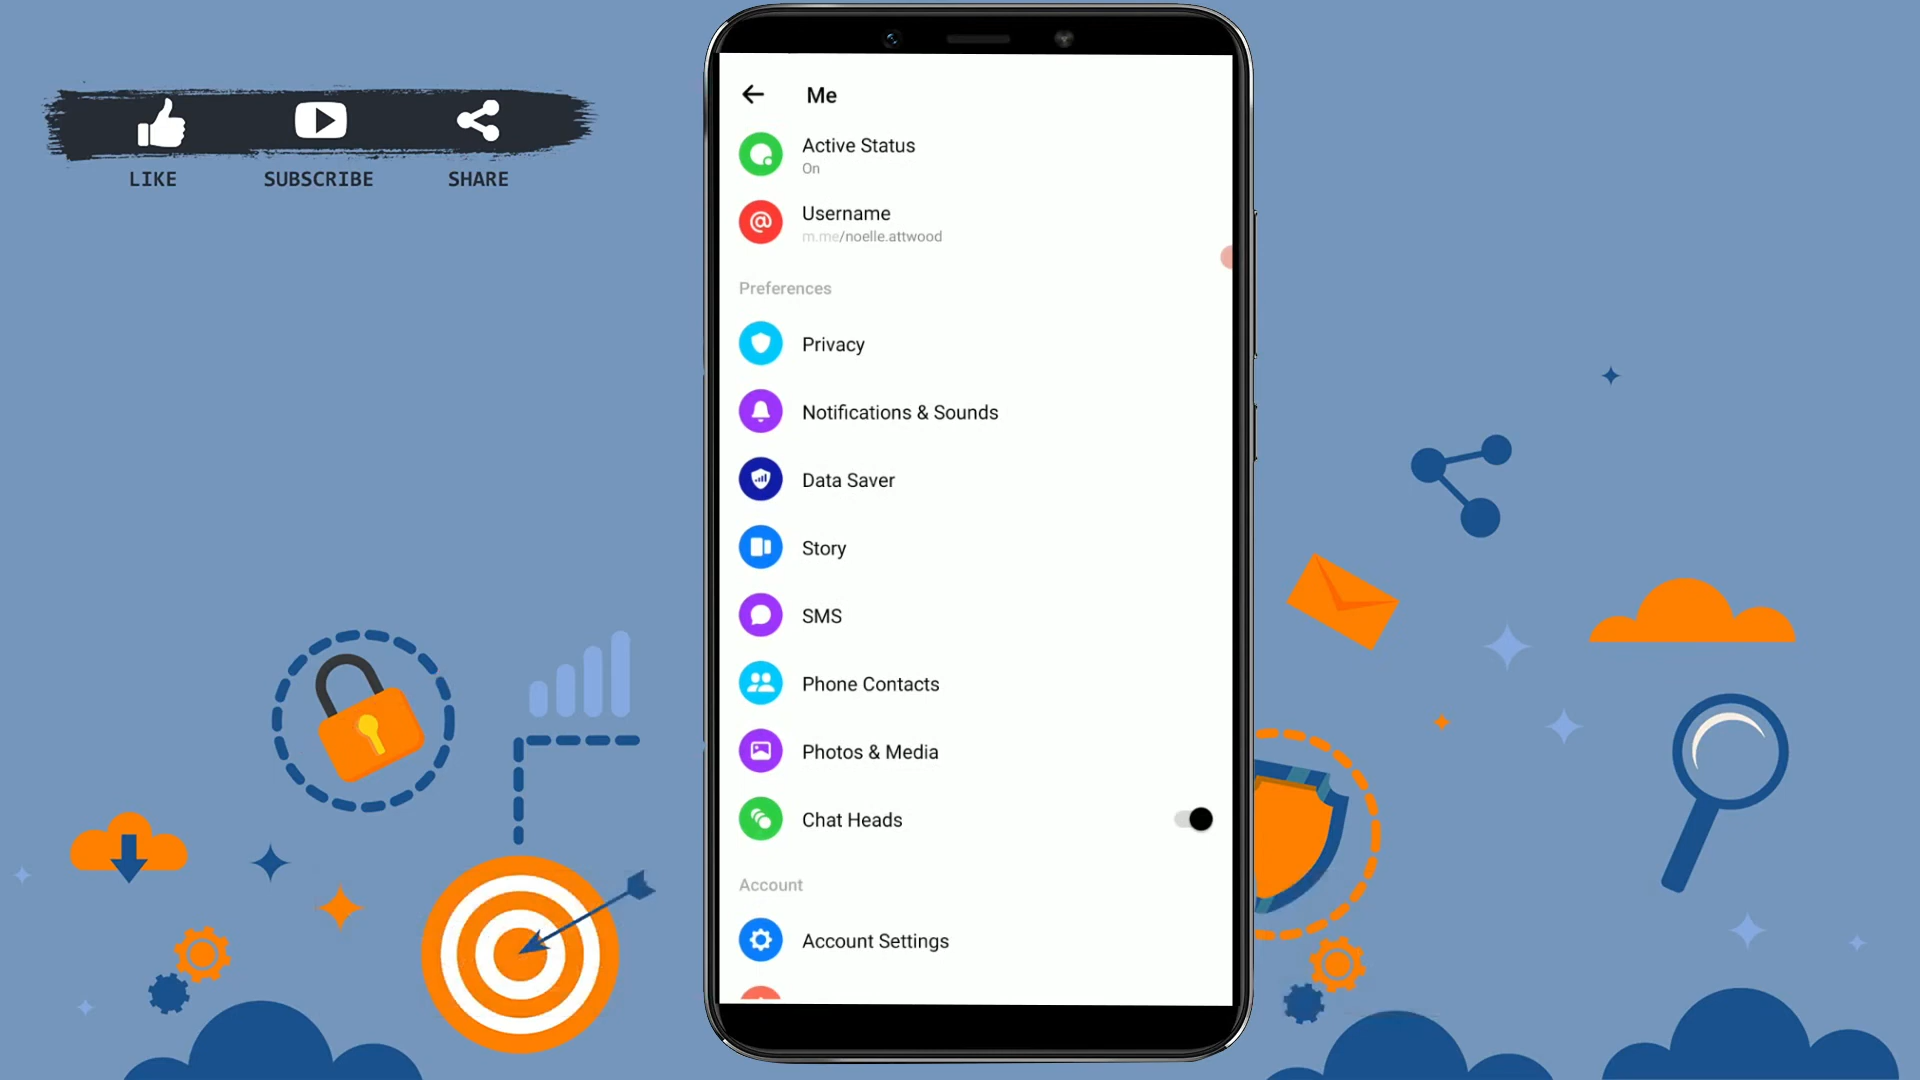 LIKE SUBSCRIBE SHARE
Me
Active Status
On
Username
m.me/noelle.attwood
Preferences
Privacy
Notifications & Sounds
Data Saver
Story
SMS
Phone Contacts
Photos & Media
Chat Heads
Account
Account Settings